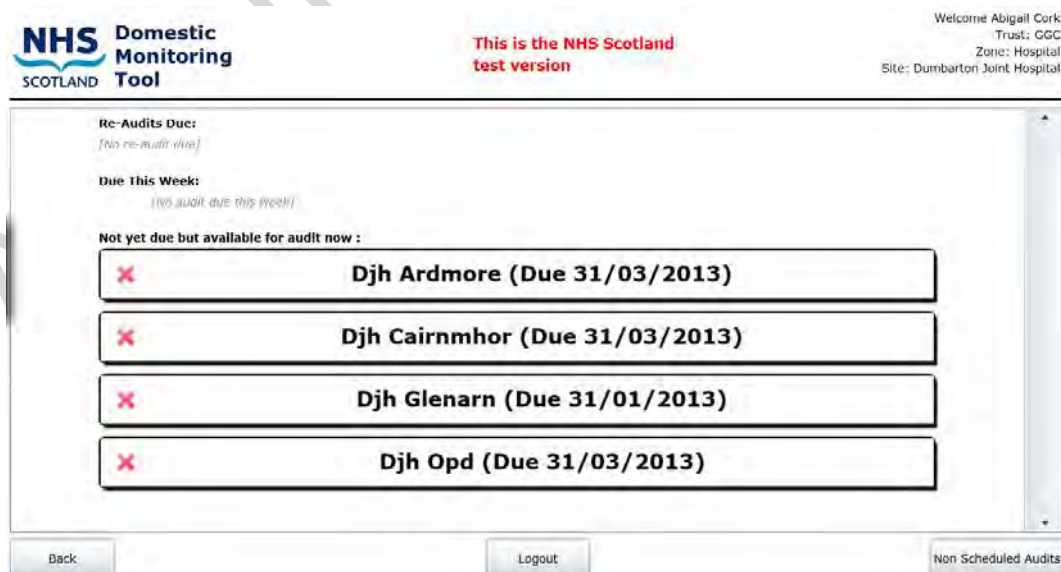 NHS
SCOTLAND
Domestic
Monitoring
Tool
This is the NHS Scotland
test version
Welcome Abigail Cork
Trust: GGC
Zone: Hospital
Site: Dumbarton Joint Hospital
Re-Audits Due:
[No re-audit due]
Due This Week:
[No audit due this week]
Not yet due but available for audit now :
Djh Ardmore (Due 31/03/2013)
Djh Cairnmhor (Due 31/03/2013)
Djh Glenarn (Due 31/01/2013)
Djh Opd (Due 31/03/2013)
Back
Logout
Non Scheduled Audits